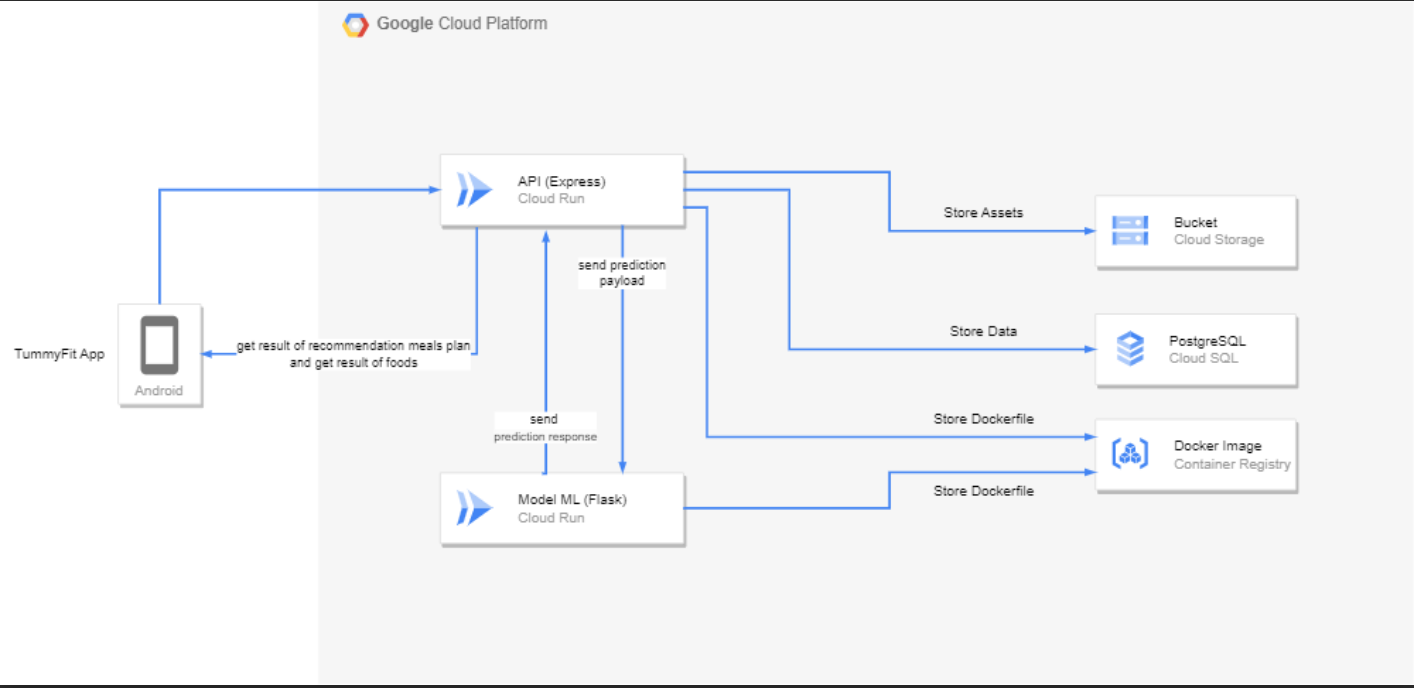 Google Cloud Platform
API (Express)
Cloud Run
Store Assets
Bucket
Cloud Storage
send prediction
payload
Store Data
PostgreSQL
Cloud SQL
TummyFit App
Android
get result of recommendation meals plan
and get result of foods
send
prediction response
Store Dockerfile
Docker Image
Container Registry
Store Dockerfile
Model ML (Flask)
Cloud Run